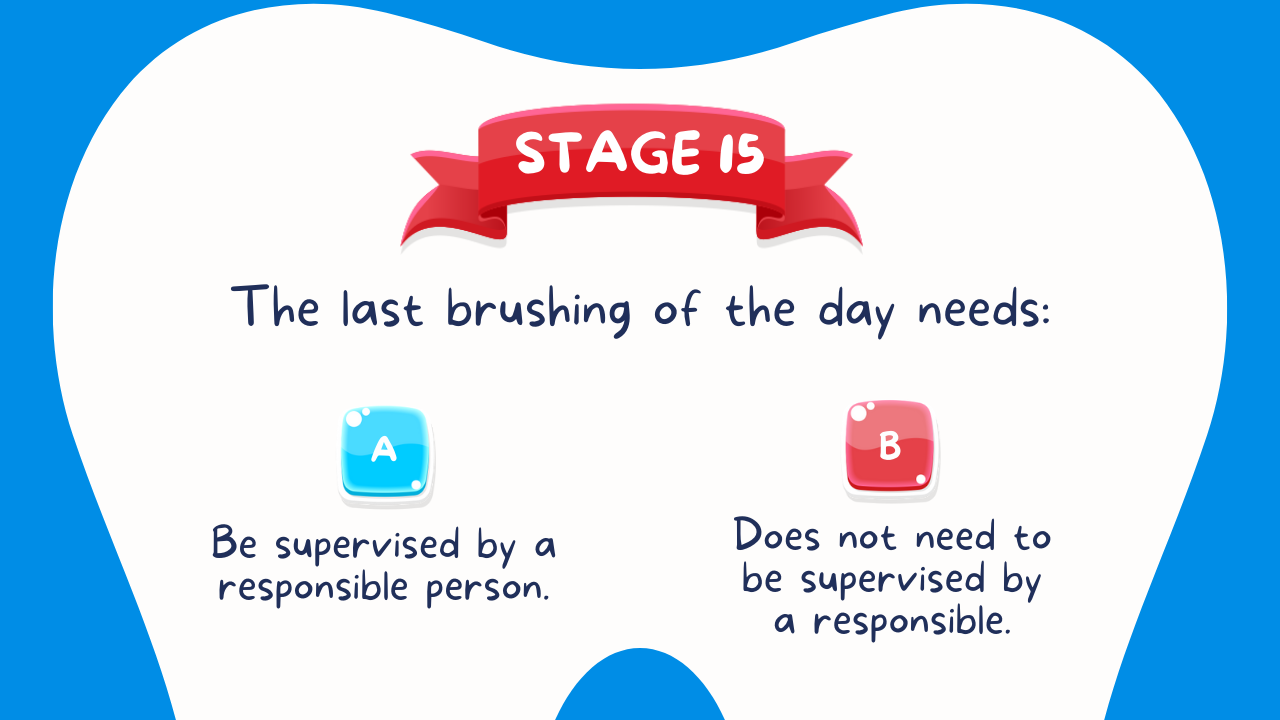 STAGE 15
The last brushing of the day needs:
A
Be supervised by a
responsible person.
B
Does not need to
be supervised by
a responsible.